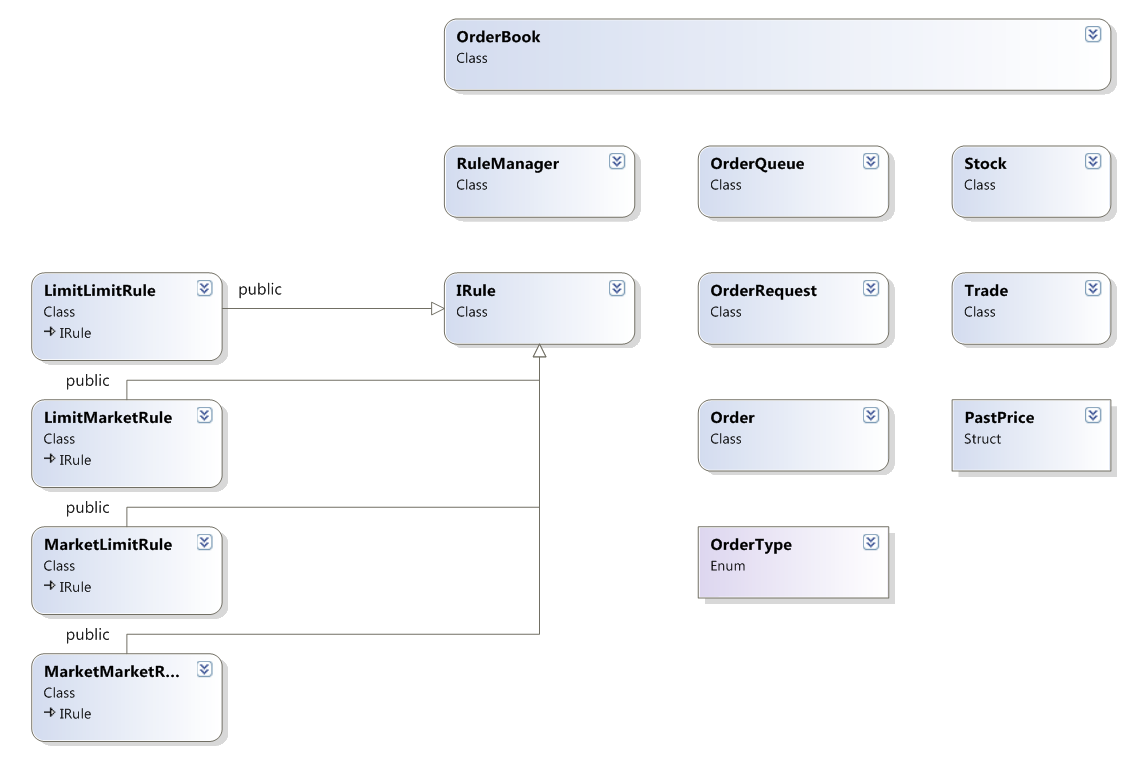 OrderBook
Class
RuleManager
Class
OrderQueue
Class
Stock
Class
LimitLimitRule
Class
IRule
public
IRule
Class
OrderRequest
Class
Trade
Class
public
LimitMarketRule
Class
IRule
Order
Class
PastPrice
Struct
public
MarketLimitRule
Class
IRule
OrderType
Enum
public
MarketMarketR...
Class
IRule